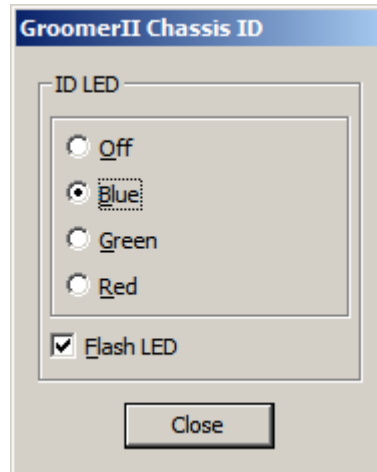 GroomerII Chassis ID
ID LED
Off
Blue
Green
Red
Flash LED
Close